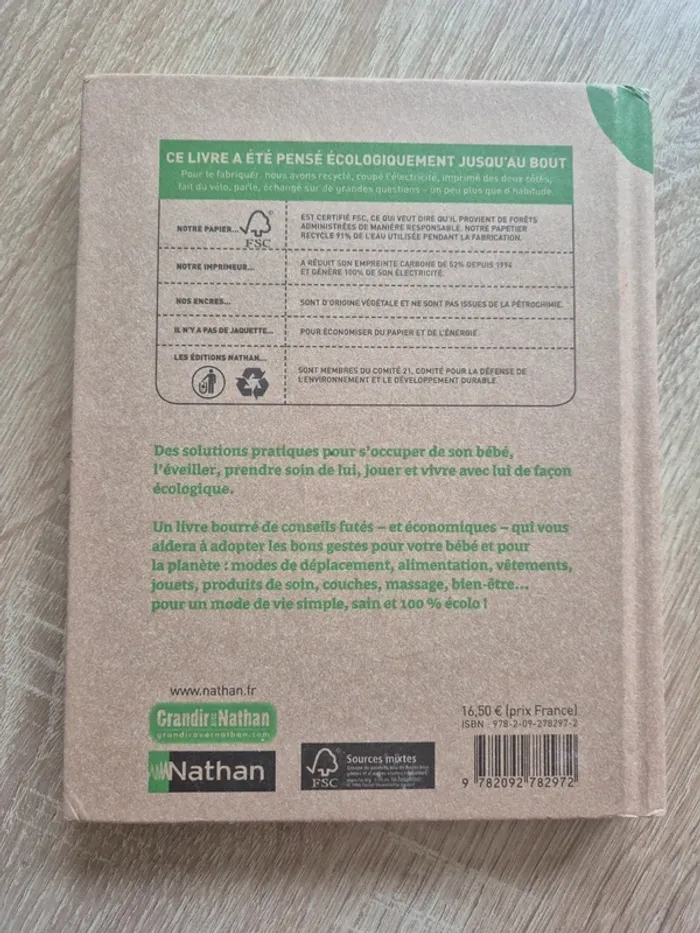 CE LIVRE A ÉTÉ PENSÉ ÉCOLOGIQUEMENT JUSQU'AU BOUT
Pour le fabriquer, nous avons recyclé, coupé l'électricité, imprimé des deux côtés,
fait du vélo, parlé, échangé sur de grandes questions – un peu plus que d'habitude.
NOTRE PAPIER...
FSC
EST CERTIFIÉ FSC, CE QUI VEUT DIRE QU'IL PROVIENT DE FORÊTS
ADMINISTRÉES DE MANIÈRE RESPONSABLE. NOTRE PAPETIER
RECYCLE 91% DE L'EAU UTILISÉE PENDANT LA FABRICATION.
NOTRE IMPRIMEUR...
A RÉDUIT SON EMPREINTE CARBONE DE 52% DEPUIS 1994
ET GÉNÈRE 100% DE SON ÉLECTRICITÉ.
NOS ENCRES...
SONT D'ORIGINE VÉGÉTALE ET NE SONT PAS ISSUES DE LA PÉTROCHIMIE.
IL N'Y A PAS DE JAQUETTE...
POUR ÉCONOMISER DU PAPIER ET DE L'ÉNERGIE
LES ÉDITIONS NATHAN...
SONT MEMBRES DU COMITÉ 21, COMITÉ POUR LA DÉFENSE DE
L'ENVIRONNEMENT ET LE DÉVELOPPEMENT DURABLE.
Des solutions pratiques pour s'occuper de son bébé,
l'éveiller, prendre soin de lui, jouer et vivre avec lui de façon
écologique.
Un livre bourré de conseils futés – et économiques – qui vous
aidera à adopter les bons gestes pour votre bébé et pour
la planète : modes de déplacement, alimentation, vêtements,
jouets, produits de soin, couches, massage, bien-être...
pour un mode de vie simple, sain et 100 % écolo !
www.nathan.fr
Grandir avec Nathan
grandiravecnathan.com
Nathan
FSC
Sources mixtes
16,50 € (prix France)
ISBN : 978-2-09-278297-2
9 782092 782972